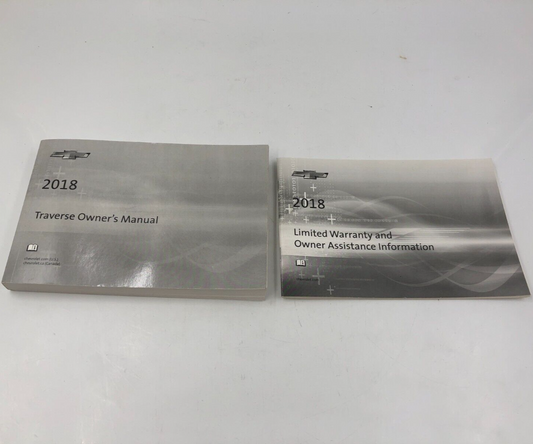 2018
Traverse Owner's Manual
2018
Limited Warranty and
Owner Assistance Information